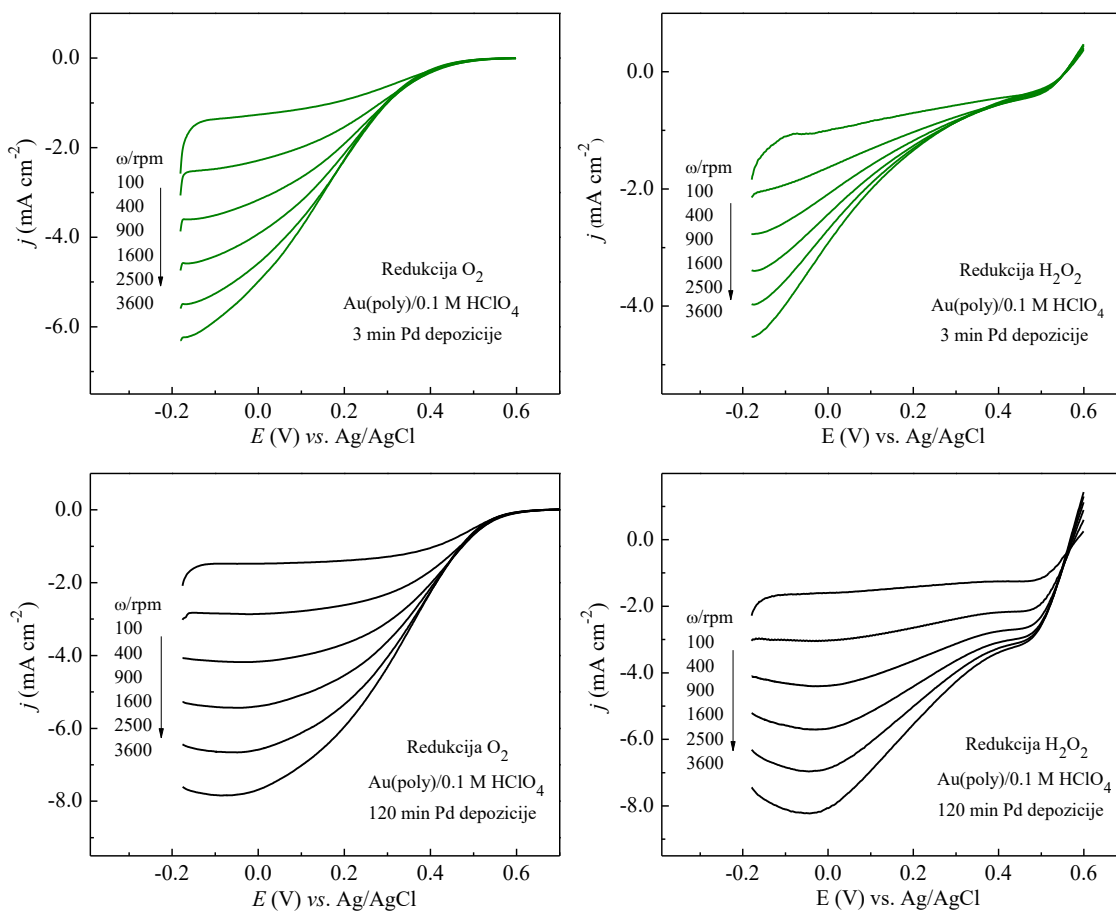 0.0
-2.0
-4.0
-6.0
j (mA cm⁻²)
ω/rpm
100
400
900
1600
2500
3600
Redukcija O₂
Au(poly)/0.1 M HClO₄
3 min Pd depozicije
-0.2 0.0 0.2 0.4 0.6
E (V) vs. Ag/AgCl
0.0
-2.0
-4.0
j (mA cm⁻²)
ω/rpm
100
400
900
1600
2500
3600
Redukcija H₂O₂
Au(poly)/0.1 M HClO₄
3 min Pd depozicije
-0.2 0.0 0.2 0.4 0.6
E (V) vs. Ag/AgCl
0.0
-2.0
-4.0
-6.0
-8.0
j (mA cm⁻²)
ω/rpm
100
400
900
1600
2500
3600
Redukcija O₂
Au(poly)/0.1 M HClO₄
120 min Pd depozicije
-0.2 0.0 0.2 0.4 0.6
E (V) vs. Ag/AgCl
0.0
-2.0
-4.0
-6.0
-8.0
j (mA cm⁻²)
ω/rpm
100
400
900
1600
2500
3600
Redukcija H₂O₂
Au(poly)/0.1 M HClO₄
120 min Pd depozicije
-0.2 0.0 0.2 0.4 0.6
E (V) vs. Ag/AgCl